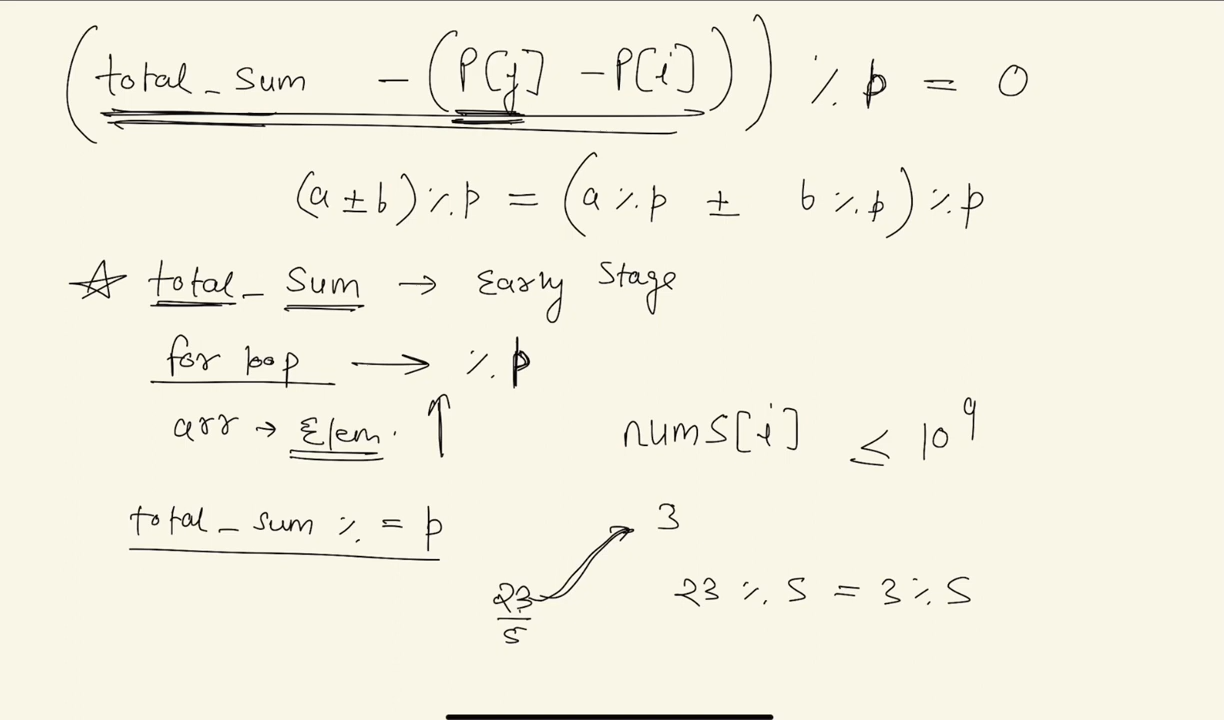 (total_sum - (P[j] - P[i])) % p = 0
(a ± b) % p = (a % p ± b % p) % p
☆ total_sum → Early Stage
for loop → % p
arr → Elem. ↑ nums[i] ≤ 10^9
total_sum % = p
3
23/5
23 % 5 = 3 % 5